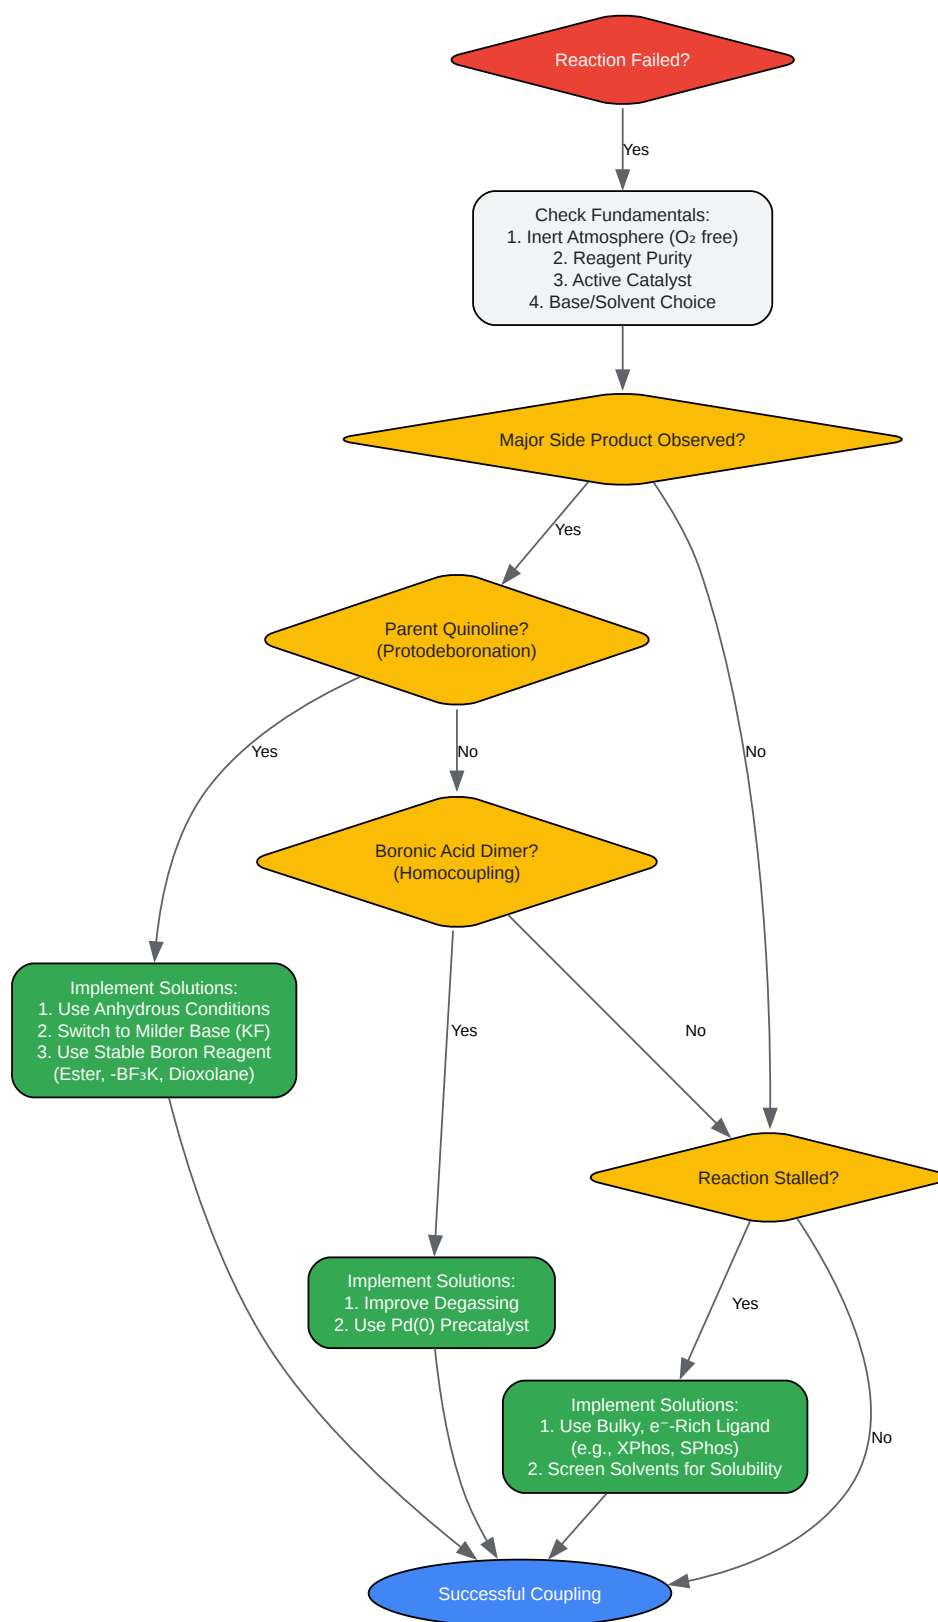 Reaction Failed?
Yes
Check Fundamentals:
1. Inert Atmosphere (O₂ free)
2. Reagent Purity
3. Active Catalyst
4. Base/Solvent Choice
Major Side Product Observed?
Yes
Parent Quinoline?
(Protodeboronation)
Yes
No
No
Boronic Acid Dimer?
(Homocoupling)
Implement Solutions:
1. Use Anhydrous Conditions
2. Switch to Milder Base (KF)
3. Use Stable Boron Reagent
(Ester, -BF₃K, Dioxolane)
Yes
No
Reaction Stalled?
Implement Solutions:
1. Improve Degassing
2. Use Pd(0) Precatalyst
Yes
Implement Solutions:
1. Use Bulky, e⁻-Rich Ligand
(e.g., XPhos, SPhos)
2. Screen Solvents for Solubility
No
Successful Coupling